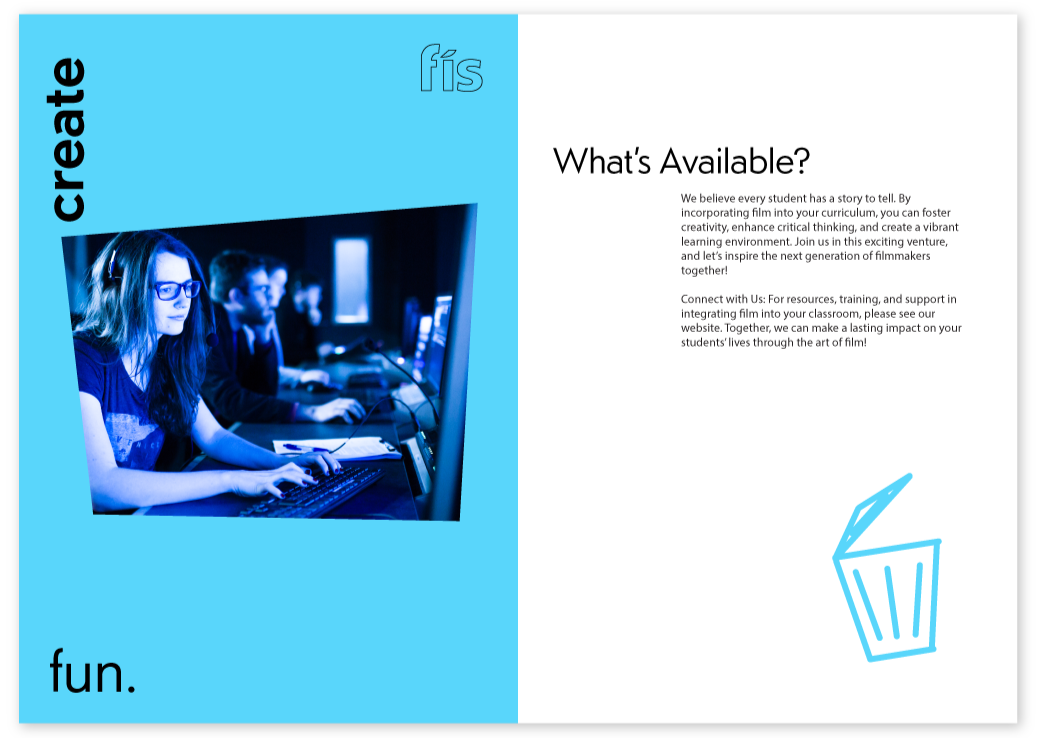 create
fís
fun.
What’s Available?
We believe every student has a story to tell. By
incorporating film into your curriculum, you can foster
creativity, enhance critical thinking, and create a vibrant
learning environment. Join us in this exciting venture,
and let’s inspire the next generation of filmmakers
together!
Connect with Us: For resources, training, and support in
integrating film into your classroom, please see our
website. Together, we can make a lasting impact on your
students’ lives through the art of film!